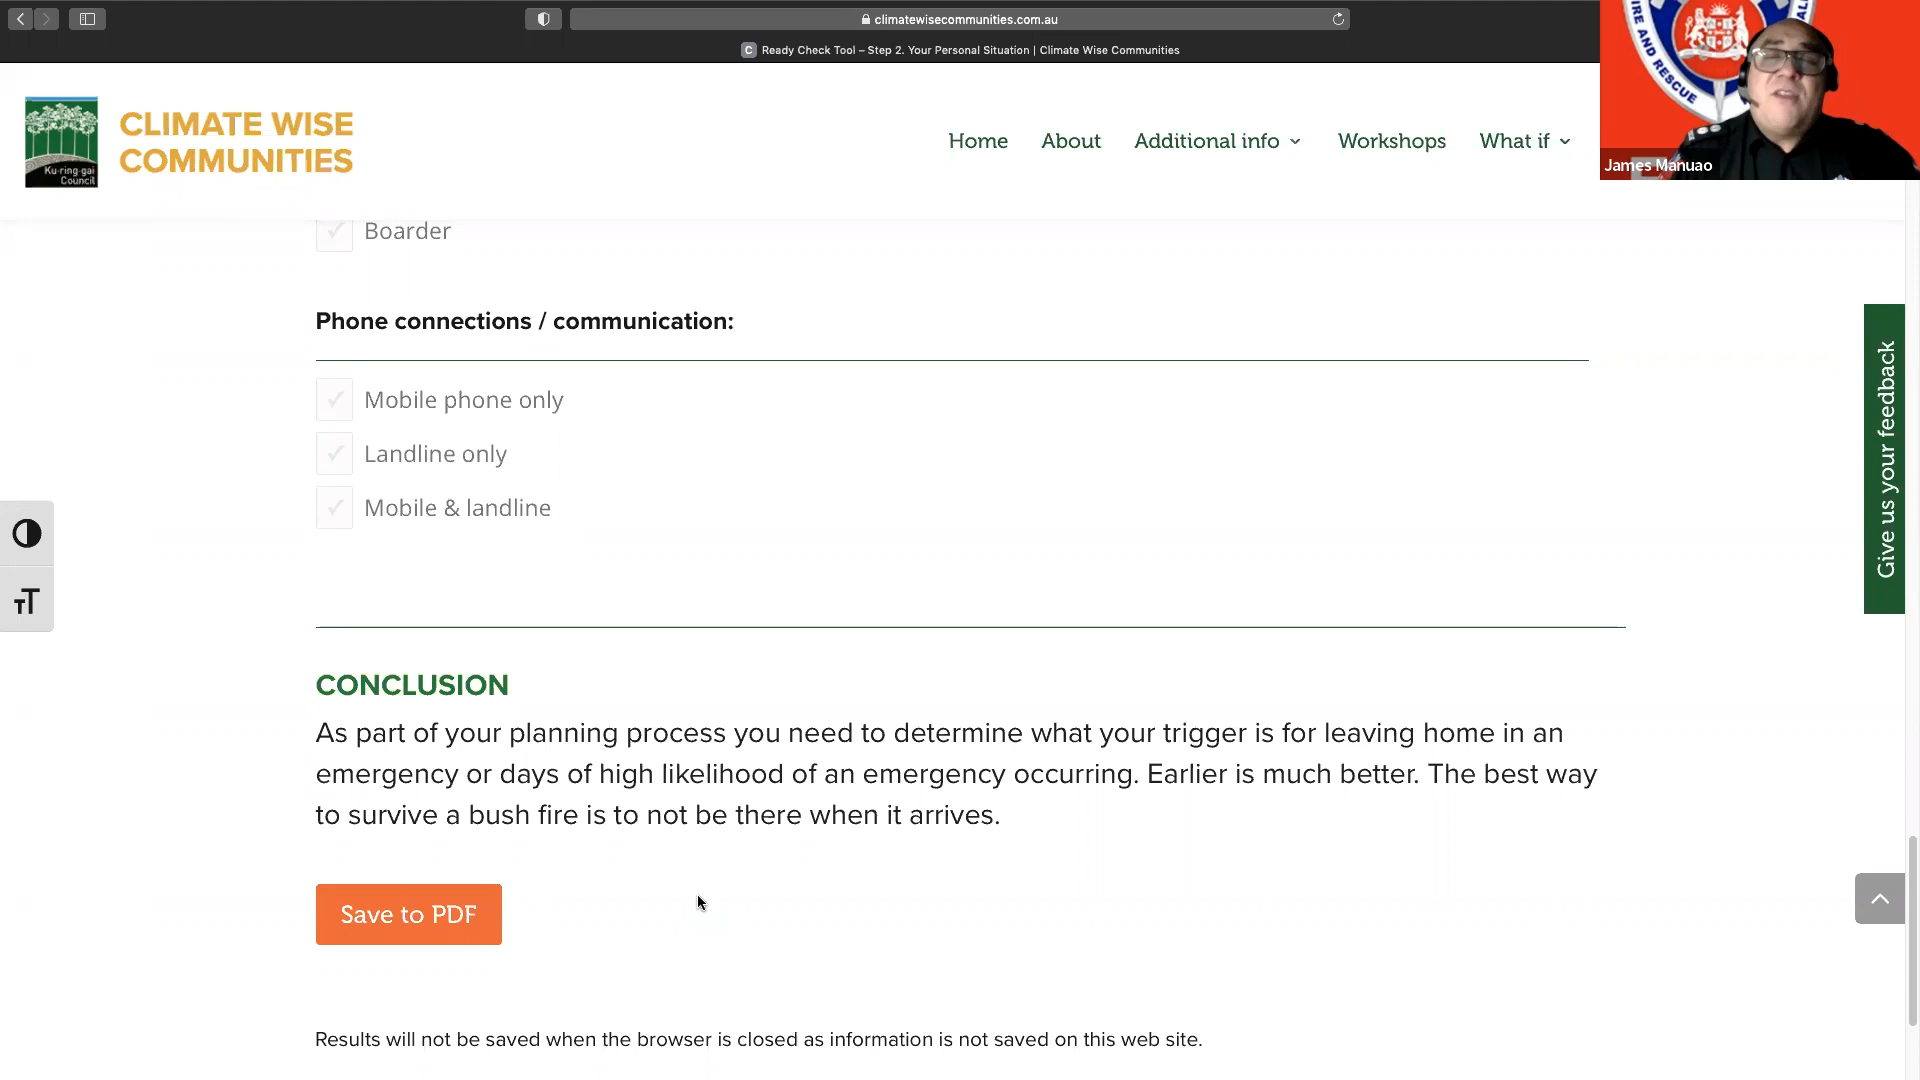 climatewisecommunities.com.au
C Ready Check Tool – Step 2. Your Personal Situation | Climate Wise Communities
IRE AND RESCUE
James Manuao
Ku-ring-gai
Council
CLIMATE WISE
COMMUNITIES
Home About Additional info Workshops What if
Boarder
Phone connections / communication:
Mobile phone only
Landline only
Mobile & landline
Give us your feedback
TT
CONCLUSION
As part of your planning process you need to determine what your trigger is for leaving home in an
emergency or days of high likelihood of an emergency occurring. Earlier is much better. The best way
to survive a bush fire is to not be there when it arrives.
Save to PDF
Results will not be saved when the browser is closed as information is not saved on this web site.